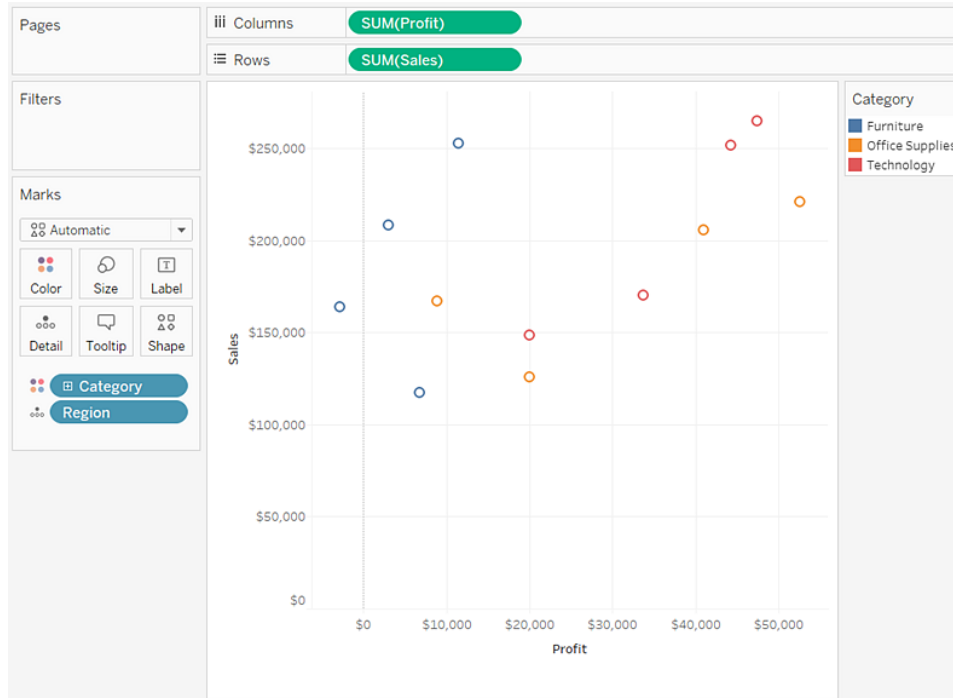 Pages
iii Columns
SUM(Profit)
Rows
SUM(Sales)
Filters
Marks
Automatic
Color
Size
Label
Detail
Tooltip
Shape
Category
Region
Sales
$250,000
$200,000
$150,000
$100,000
$50,000
$0
$0
$10,000
$20,000
$30,000
$40,000
$50,000
Profit
Category
Furniture
Office Supplies
Technology